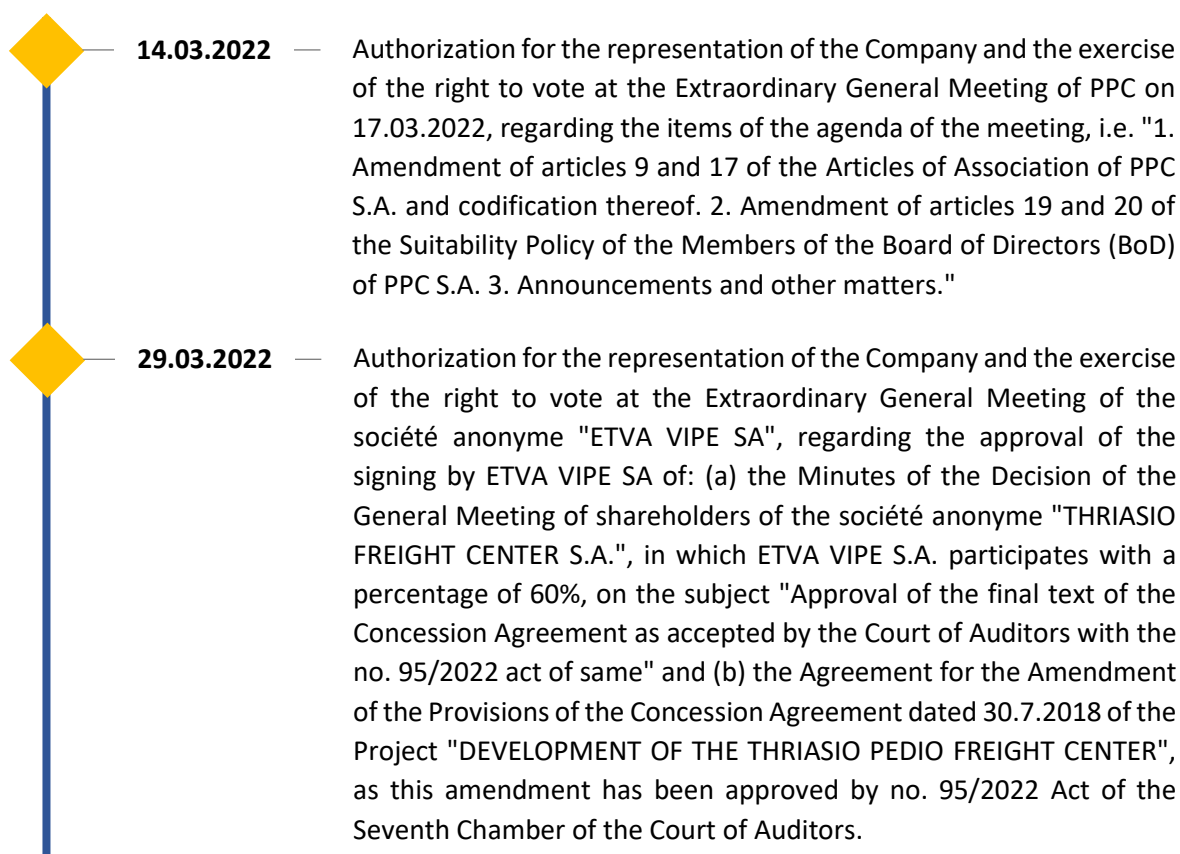 14.03.2022 Authorization for the representation of the Company and the exercise
of the right to vote at the Extraordinary General Meeting of PPC on
17.03.2022, regarding the items of the agenda of the meeting, i.e. "1.
Amendment of articles 9 and 17 of the Articles of Association of PPC
S.A. and codification thereof. 2. Amendment of articles 19 and 20 of
the Suitability Policy of the Members of the Board of Directors (BoD)
of PPC S.A. 3. Announcements and other matters."
29.03.2022 Authorization for the representation of the Company and the exercise
of the right to vote at the Extraordinary General Meeting of the
société anonyme "ETVA VIPE SA", regarding the approval of the
signing by ETVA VIPE SA of: (a) the Minutes of the Decision of the
General Meeting of shareholders of the société anonyme "THRIASIO
FREIGHT CENTER S.A.", in which ETVA VIPE S.A. participates with a
percentage of 60%, on the subject "Approval of the final text of the
Concession Agreement as accepted by the Court of Auditors with the
no. 95/2022 act of same" and (b) the Agreement for the Amendment
of the Provisions of the Concession Agreement dated 30.7.2018 of the
Project "DEVELOPMENT OF THE THRIASIO PEDIO FREIGHT CENTER",
as this amendment has been approved by no. 95/2022 Act of the
Seventh Chamber of the Court of Auditors.